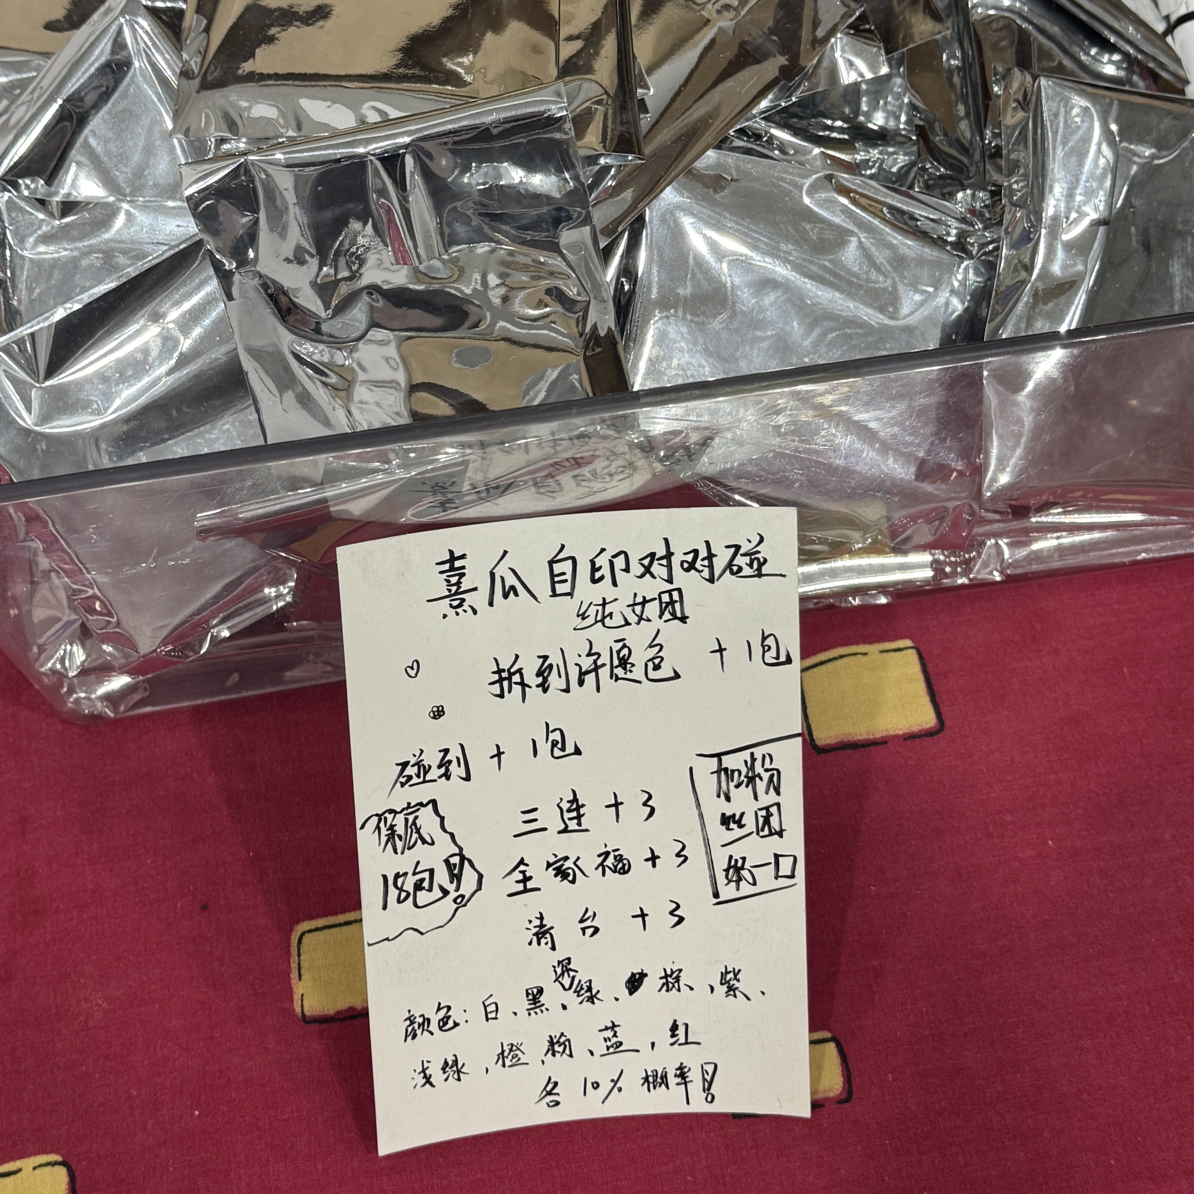 熹瓜自印对对碰
纯女团
拆到许愿色 + 1包
碰到 + 1包
三连 + 3
全家福 + 3
清台 + 3
保底
18包!
加粉
丝团
奶一口
颜色: 白、黑、深绿、棕、紫、
浅绿、橙、粉、蓝、红
各10% 概率!